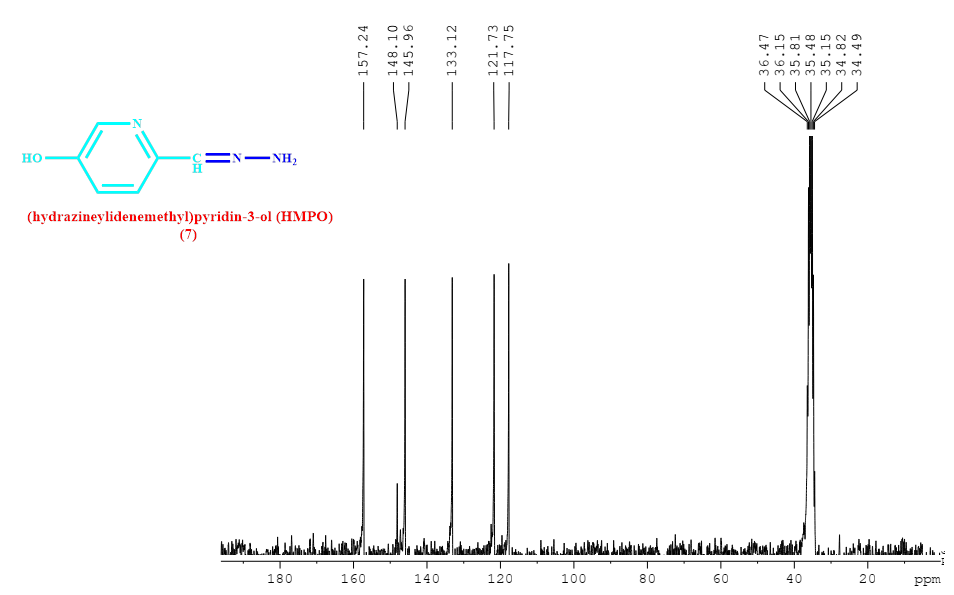 157.24
148.10
145.96
133.12
121.73
117.75
36.47
36.15
35.81
35.48
35.15
34.82
34.49
N
HO
C
H
N
NH2
(hydrazineylidenemethyl)pyridin-3-ol (HMPO)
(7)
180 160 140 120 100 80 60 40 20 ppm